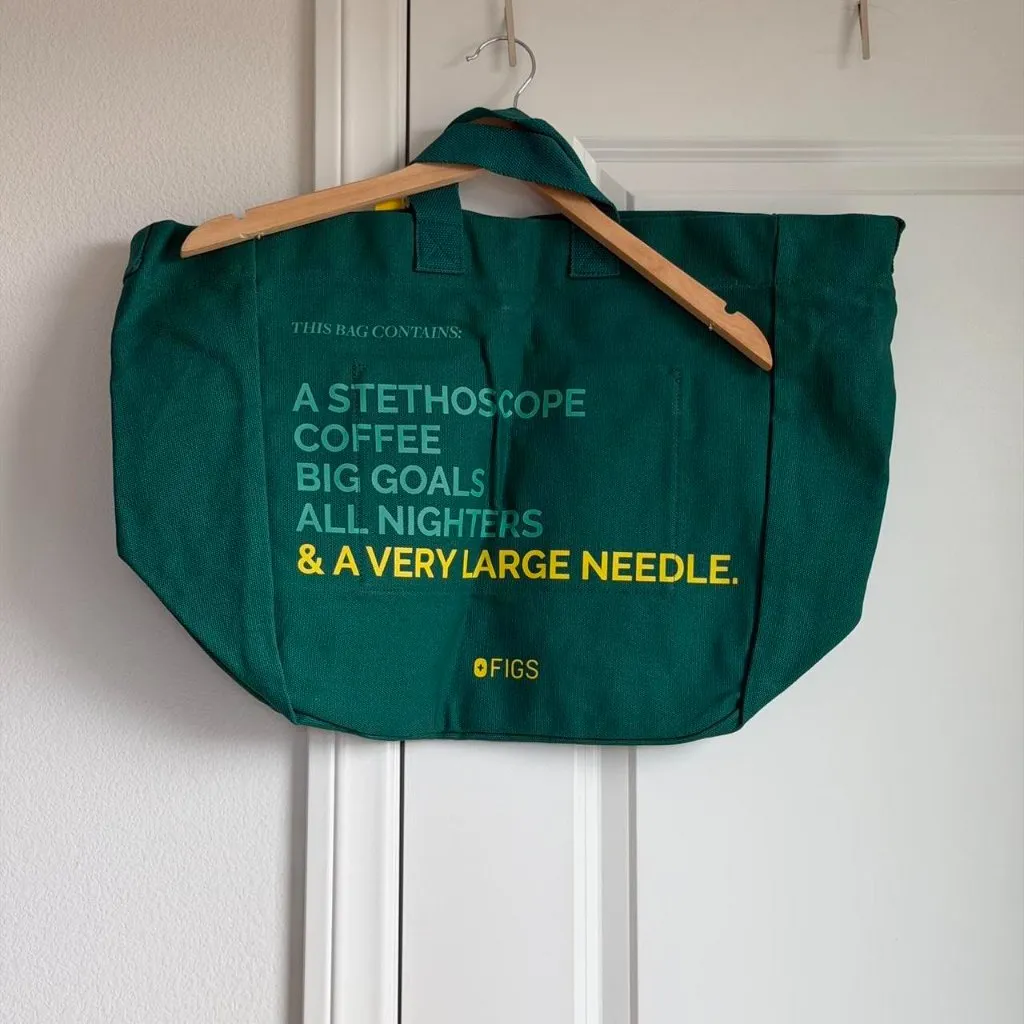 THIS BAG CONTAINS:
A STETHOSCOPE
COFFEE
BIG GOALS
ALL NIGHTERS
& A VERY LARGE NEEDLE.
FIGS